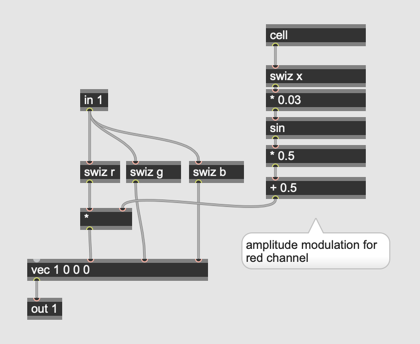 cell
swiz x
* 0.03
sin
* 0.5
+ 0.5
in 1
swiz r
swiz g
swiz b
*
amplitude modulation for
red channel
vec 1 0 0 0
out 1